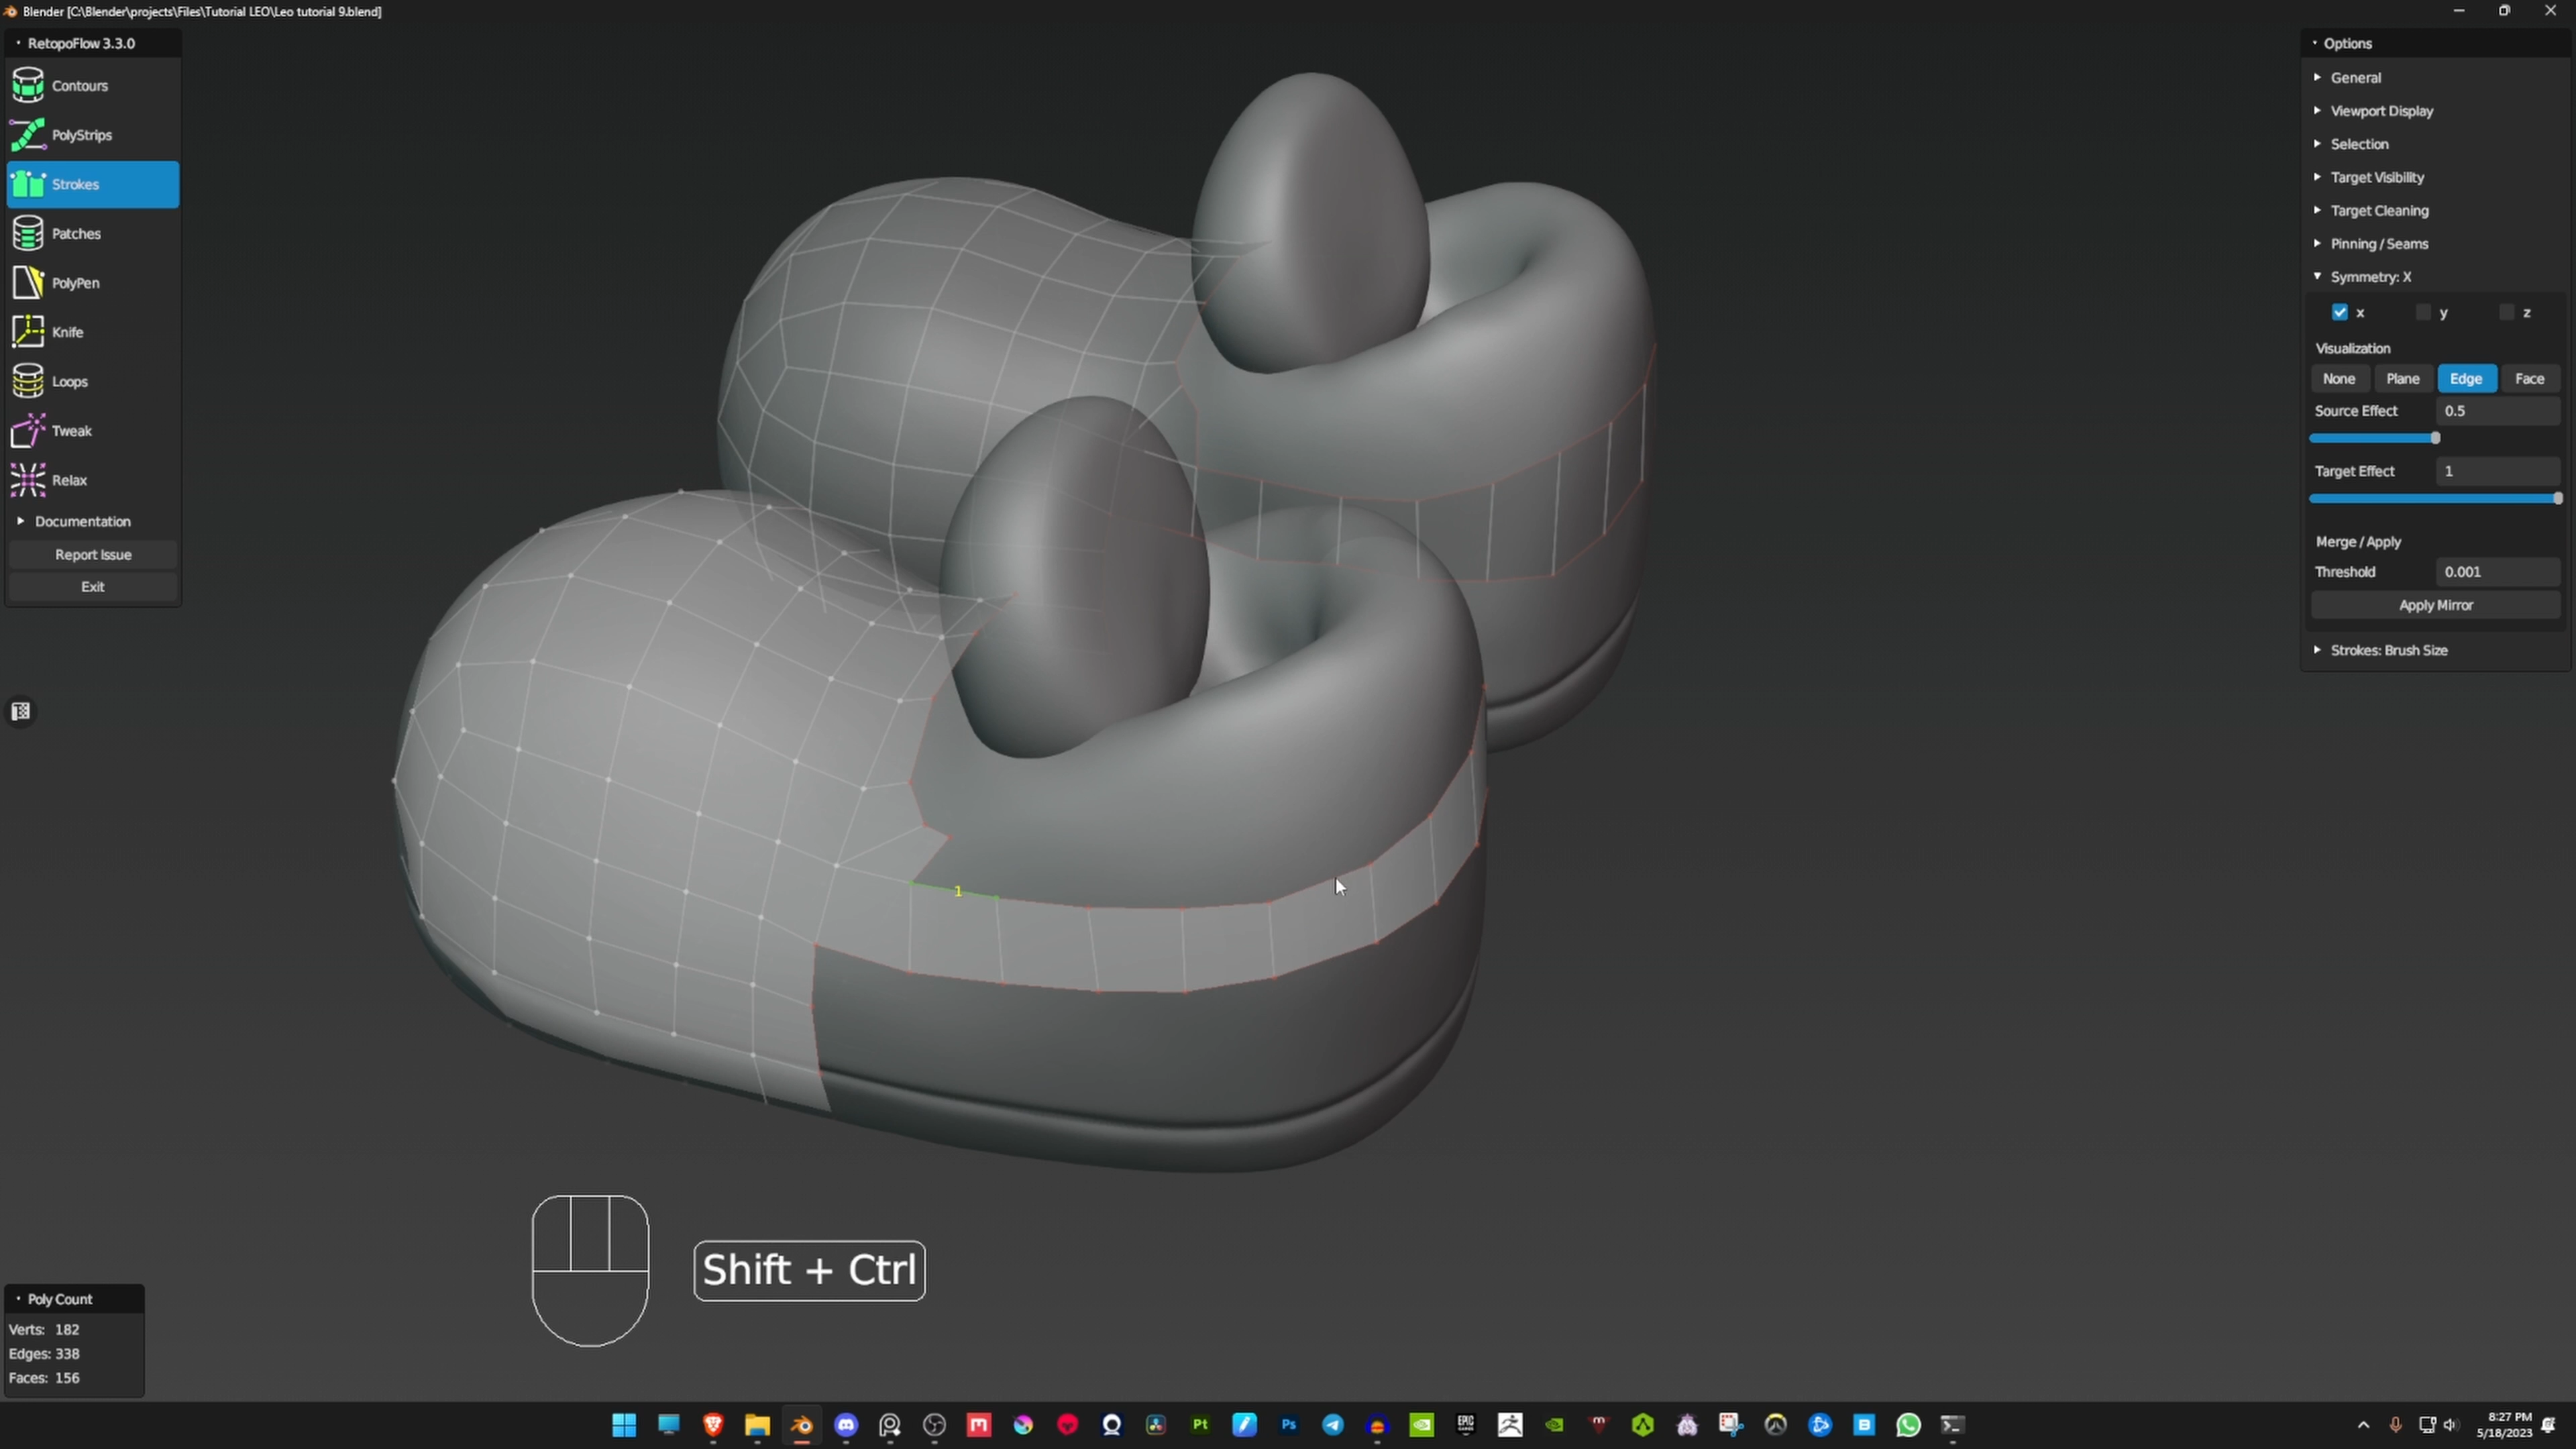 Blender [C:\Blender\projects\Files\Tutorial LEO\Leo tutorial 9.blend]
RetopoFlow 3.3.0
Contours
PolyStrips
Strokes
Patches
PolyPen
Knife
Loops
Tweak
Relax
Documentation
Report Issue
Exit
Options
General
Viewport Display
Selection
Target Visibility
Target Cleaning
Pinning / Seams
Symmetry: X
x y z
Visualization
None Plane Edge Face
Source Effect 0.5
Target Effect 1
Merge / Apply
Threshold 0.001
Apply Mirror
Strokes: Brush Size
1
Shift + Ctrl
Poly Count
Verts: 182
Edges: 338
Faces: 156
M
Pt
Ps
EPIC
GAMES
m
B
8:27 PM
5/18/2023